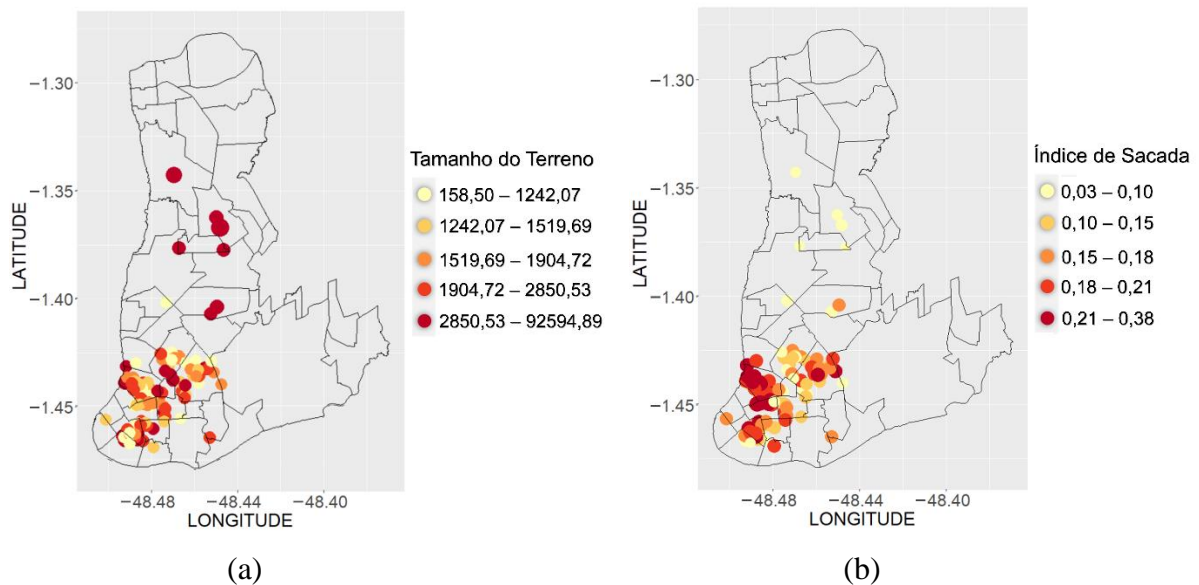 −1.30
−1.35
−1.40
−1.45
LATITUDE
−48.48 −48.44 −48.40
LONGITUDE
Tamanho do Terreno
158,50 – 1242,07
1242,07 – 1519,69
1519,69 – 1904,72
1904,72 – 2850,53
2850,53 – 92594,89
(a)
−1.30
−1.35
−1.40
−1.45
LATITUDE
−48.48 −48.44 −48.40
LONGITUDE
Índice de Sacada
0,03 – 0,10
0,10 – 0,15
0,15 – 0,18
0,18 – 0,21
0,21 – 0,38
(b)